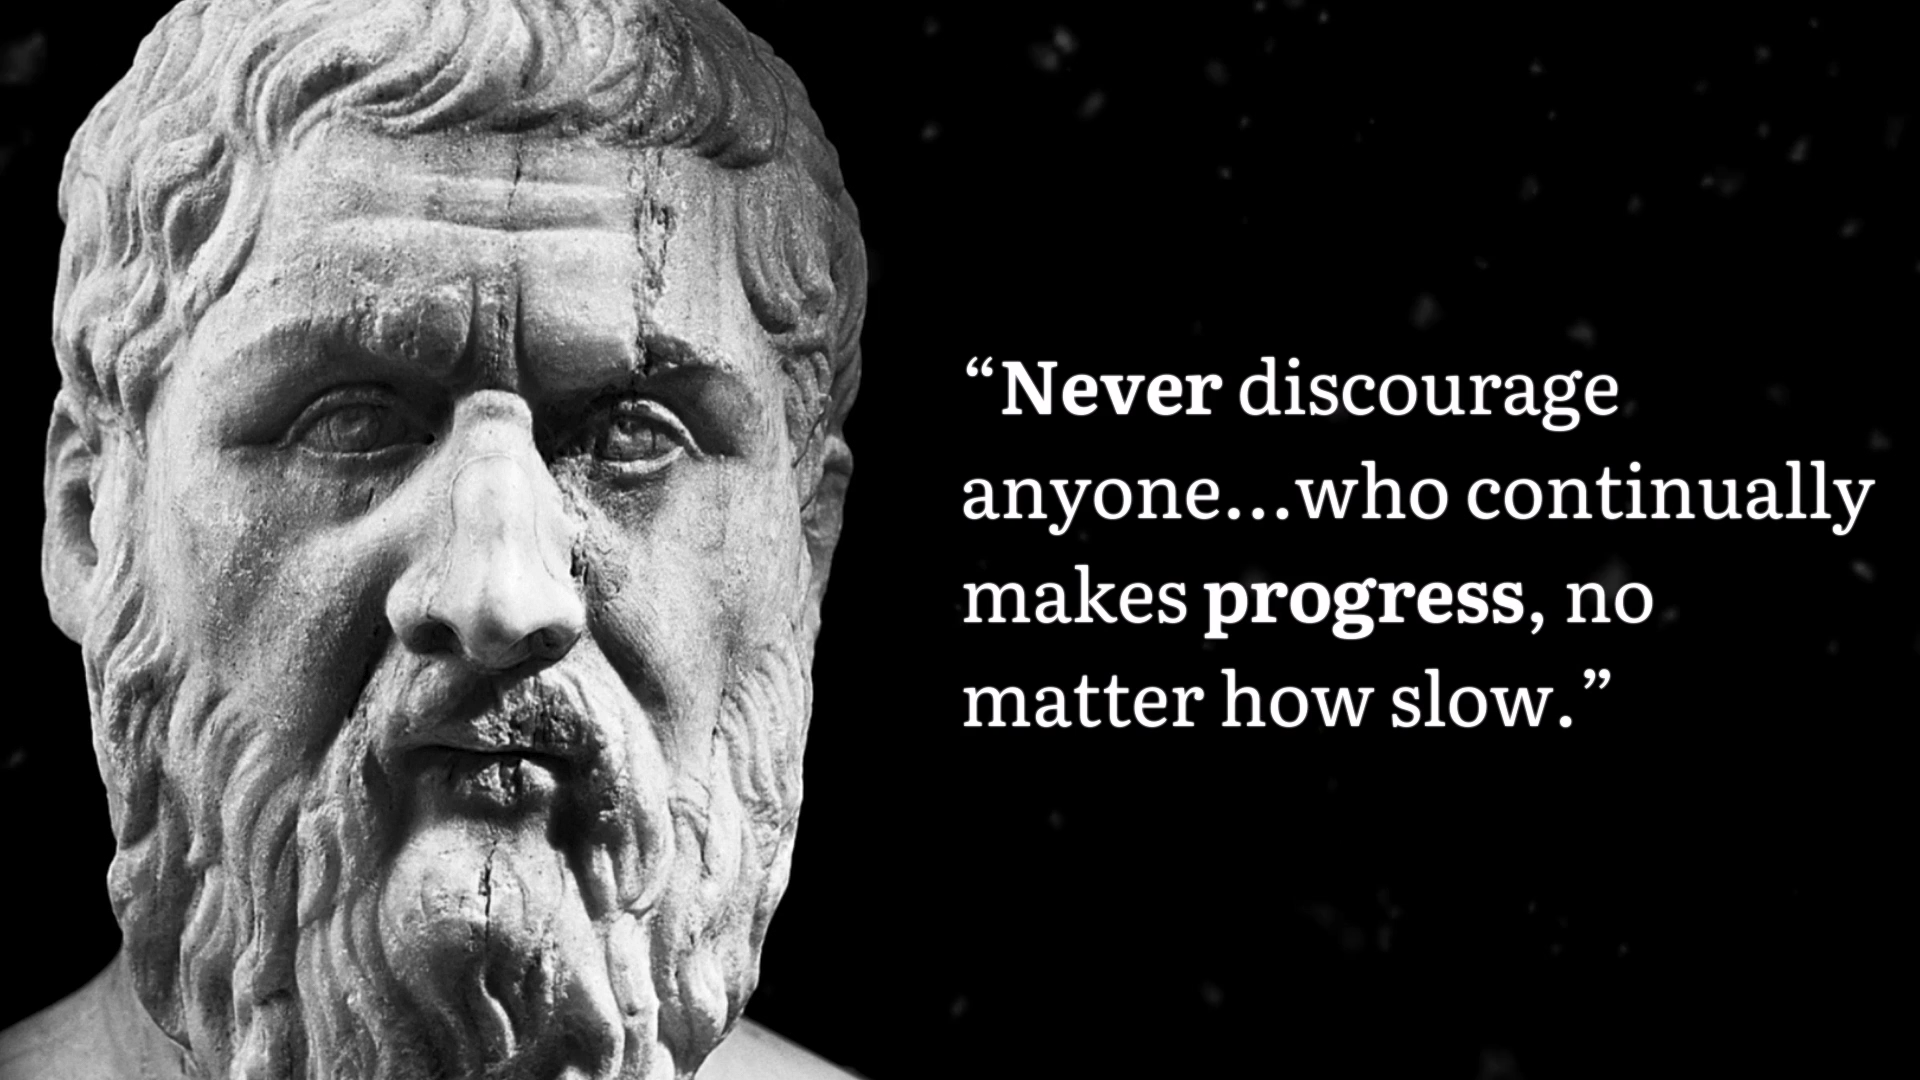 “Never discourage
anyone...who continually
makes progress, no
matter how slow.”